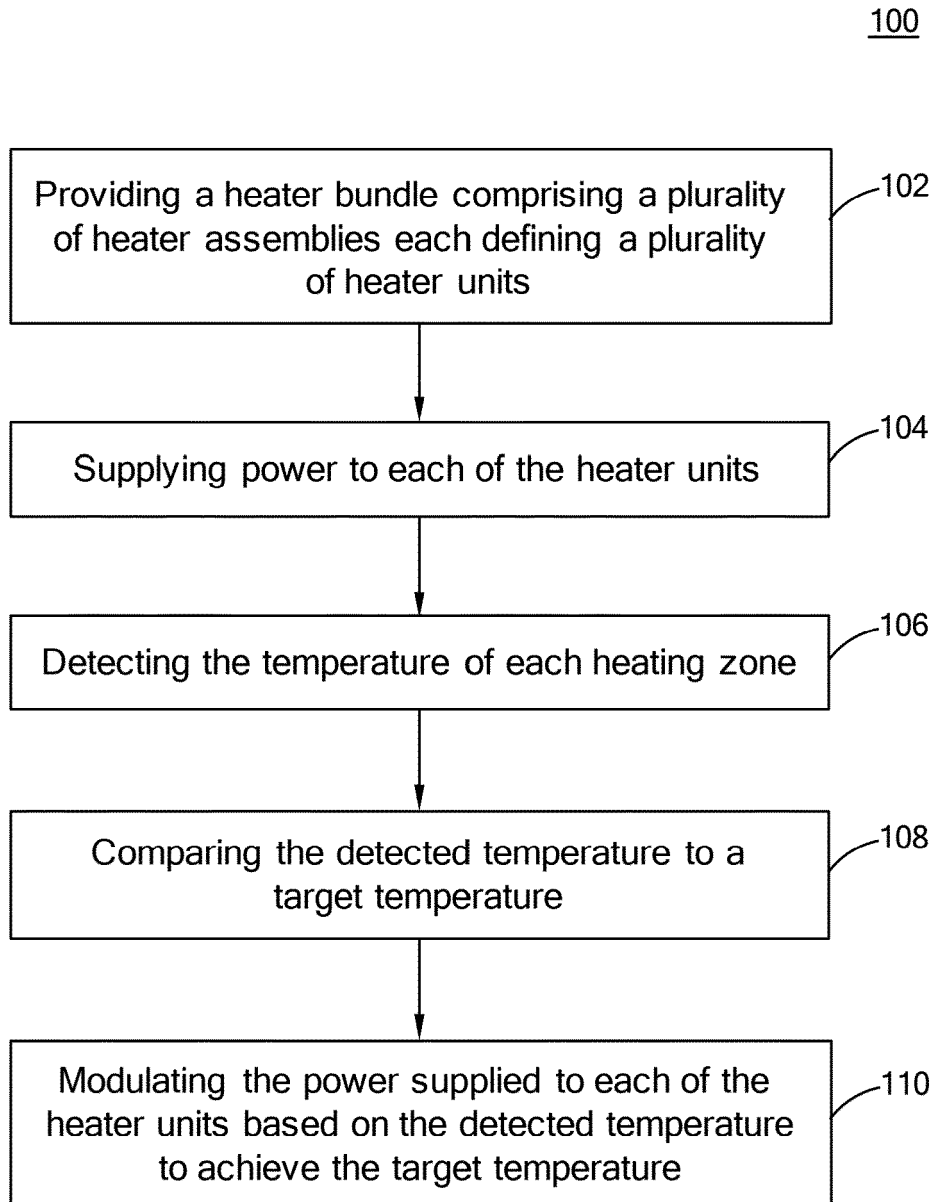 100
Providing a heater bundle comprising a plurality
of heater assemblies each defining a plurality
of heater units
102
Supplying power to each of the heater units
104
Detecting the temperature of each heating zone
106
Comparing the detected temperature to a
target temperature
108
Modulating the power supplied to each of the
heater units based on the detected temperature
to achieve the target temperature
110